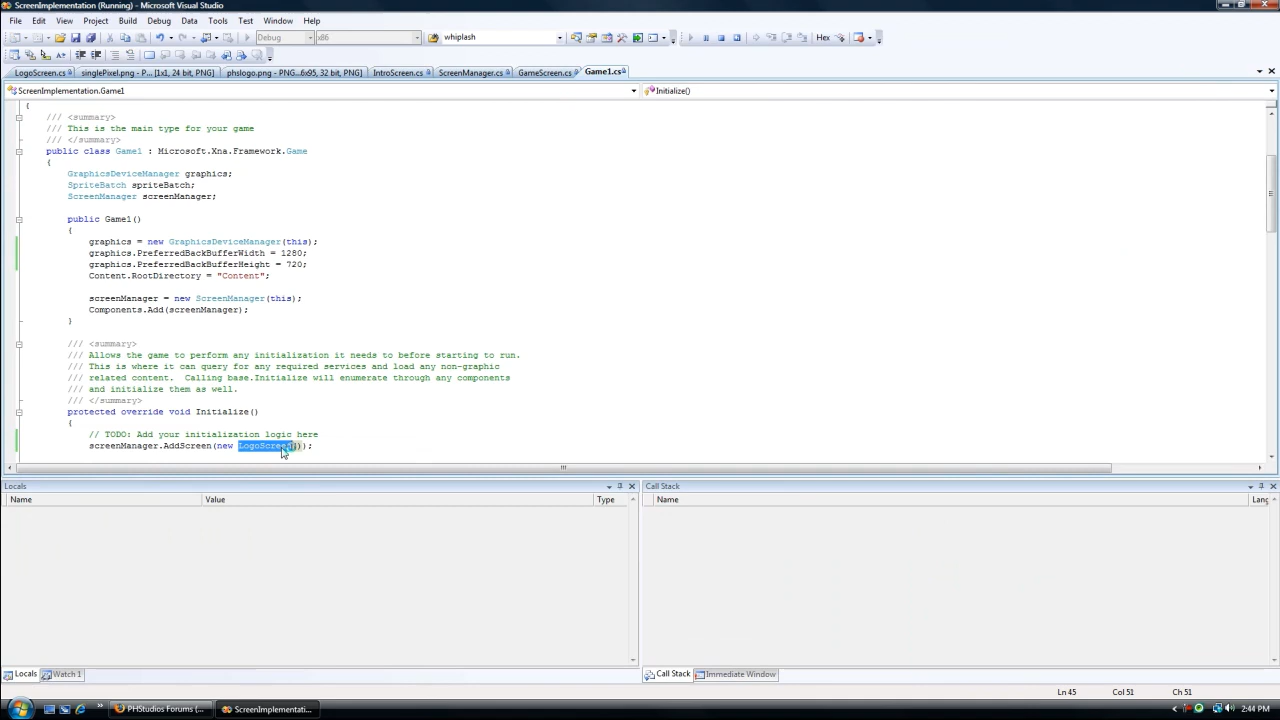 ScreenImplementation (Running) - Microsoft Visual Studio
File Edit View Project Build Debug Data Tools Test Window Help
Debug x86 whiplash Hex
LogoScreen.cs singlePixel.png - P... [1x1, 24 bit, PNG] phslogo.png - PNG...6x95, 32 bit, PNG] IntroScreen.cs ScreenManager.cs GameScreen.cs Game1.cs
ScreenImplementation.Game1 Initialize()
{
/// <summary>
/// This is the main type for your game
/// </summary>
public class Game1 : Microsoft.Xna.Framework.Game
{
GraphicsDeviceManager graphics;
SpriteBatch spriteBatch;
ScreenManager screenManager;
public Game1()
{
graphics = new GraphicsDeviceManager(this);
graphics.PreferredBackBufferWidth = 1280;
graphics.PreferredBackBufferHeight = 720;
Content.RootDirectory = "Content";
screenManager = new ScreenManager(this);
Components.Add(screenManager);
}
/// <summary>
/// Allows the game to perform any initialization it needs to before starting to run.
/// This is where it can query for any required services and load any non-graphic
/// related content.  Calling base.Initialize will enumerate through any components
/// and initialize them as well.
/// </summary>
protected override void Initialize()
{
// TODO: Add your initialization logic here
screenManager.AddScreen(new LogoScreen());
Locals Call Stack
Name Value Type Name Lang
Locals Watch 1 Call Stack Immediate Window
Ln 45 Col 51 Ch 51
PHStudios Forums (... ScreenImplementati... 2:44 PM